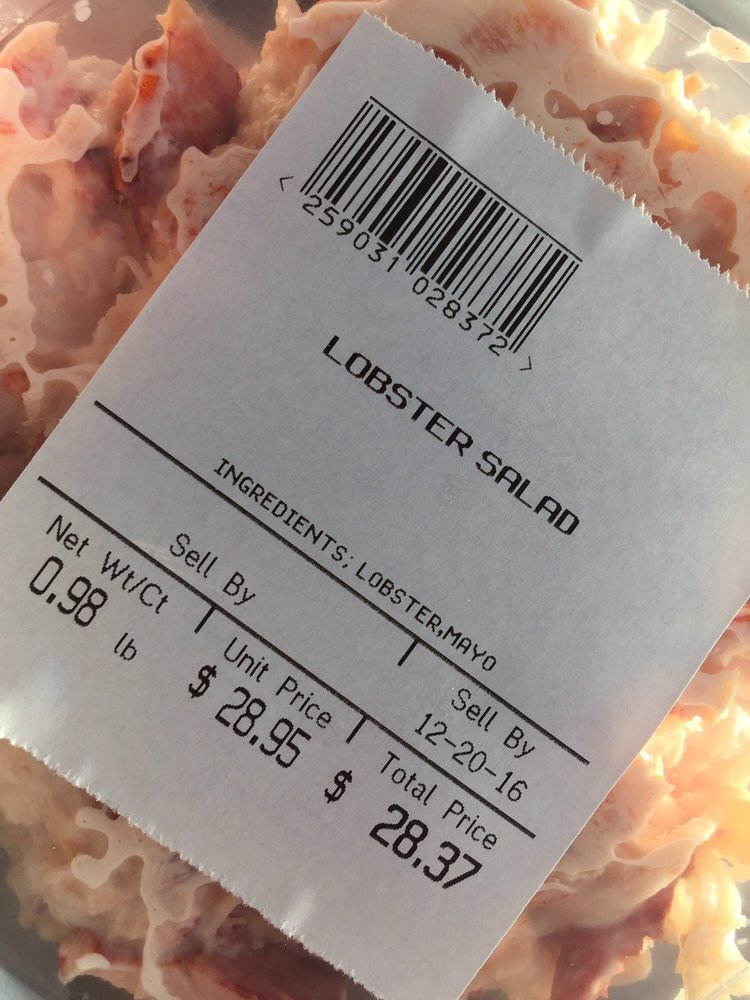 < 259031 028372 >
LOBSTER SALAD
INGREDIENTS; LOBSTER,MAYO
Sell By
Sell By
12-20-16
Net Wt/Ct
0.98 lb
Unit Price
$ 28.95
Total Price
$ 28.37